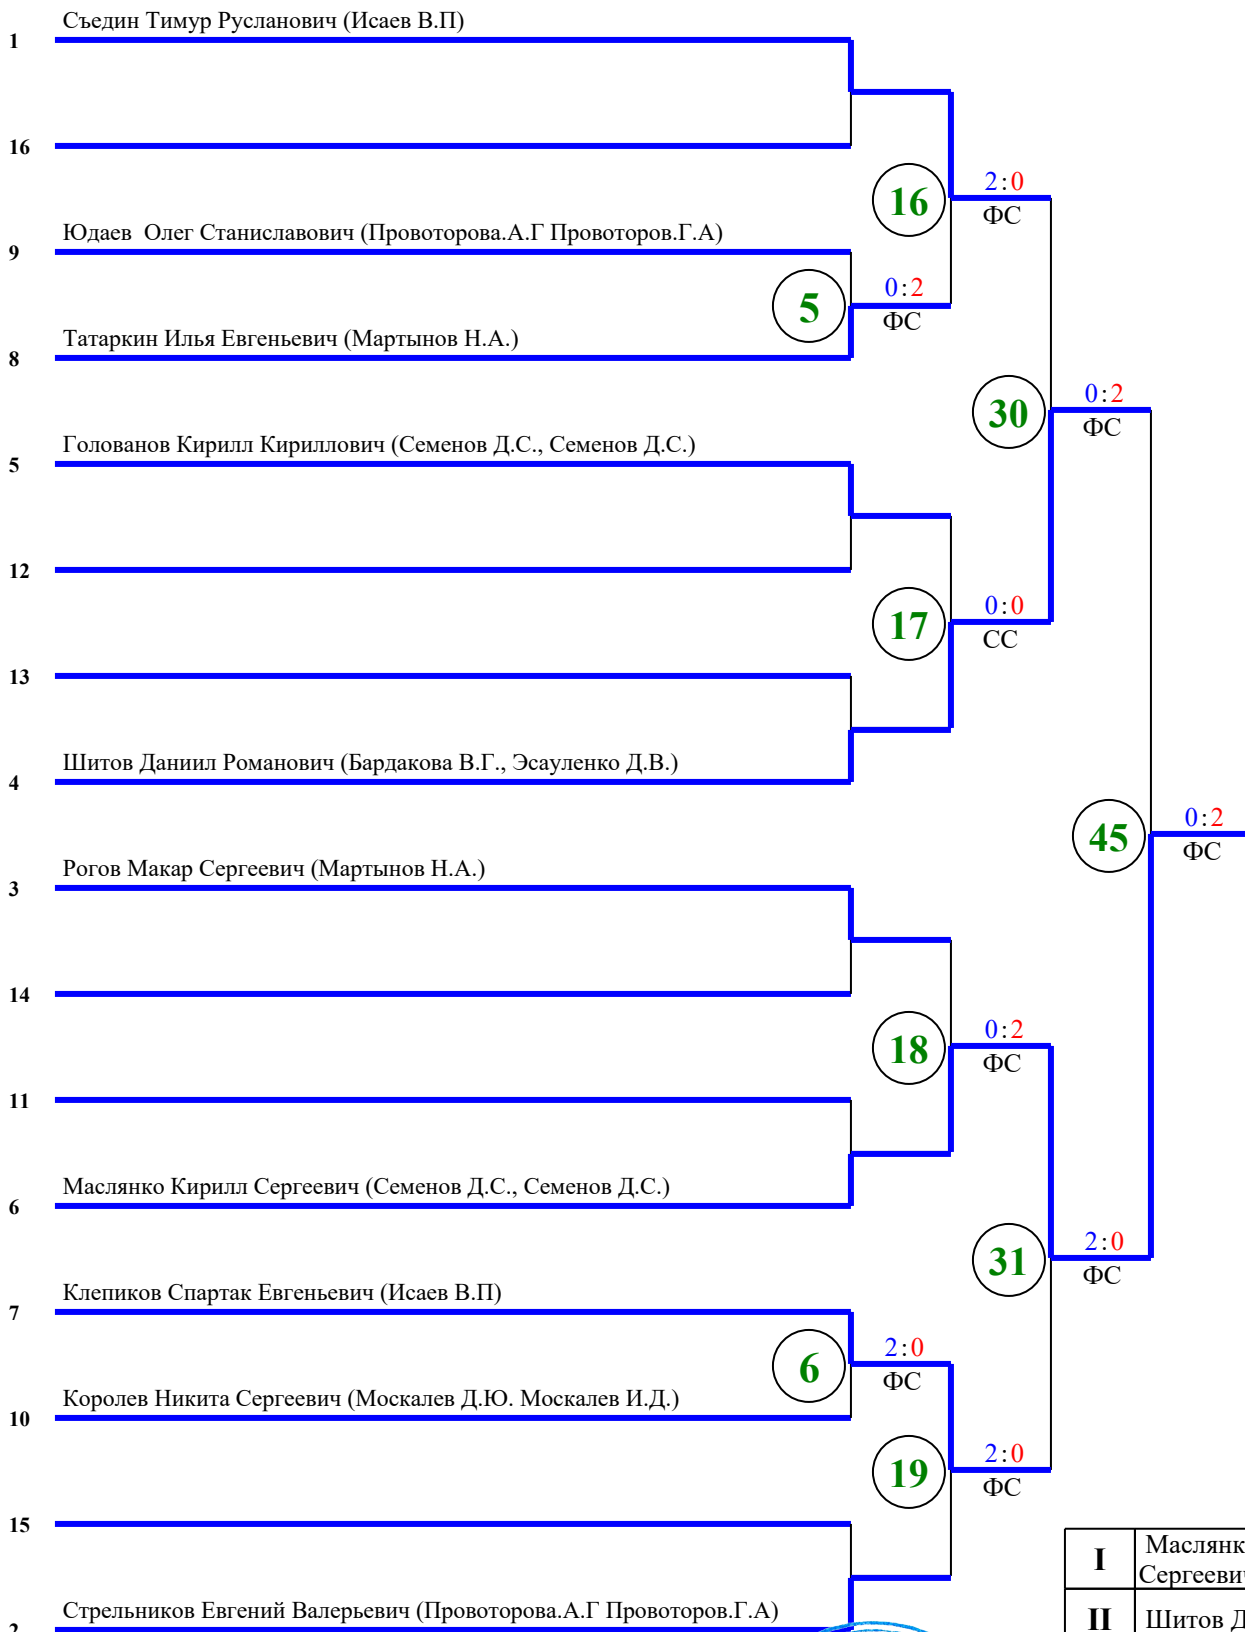 Съедин Тимур Русланович (Исаев В.П)
1
16
16
2:0
ФС
Юдаев  Олег Станиславович (Провоторова.А.Г Провоторов.Г.А)
9
5
0:2
ФС
Татаркин Илья Евгеньевич (Мартынов Н.А.)
8
30
0:2
ФС
Голованов Кирилл Кириллович (Семенов Д.С., Семенов Д.С.)
5
12
17
0:0
СС
13
Шитов Даниил Романович (Бардакова В.Г., Эсауленко Д.В.)
4
45
0:2
ФС
Рогов Макар Сергеевич (Мартынов Н.А.)
3
14
18
0:2
ФС
11
Маслянко Кирилл Сергеевич (Семенов Д.С., Семенов Д.С.)
6
31
2:0
ФС
Клепиков Спартак Евгеньевич (Исаев В.П)
7
6
2:0
ФС
Королев Никита Сергеевич (Москалев Д.Ю. Москалев И.Д.)
10
19
2:0
ФС
15
I
Маслянк
Сергееви
Стрельников Евгений Валерьевич (Провоторова.А.Г Провоторов.Г.А)
2
II
Шитов Д